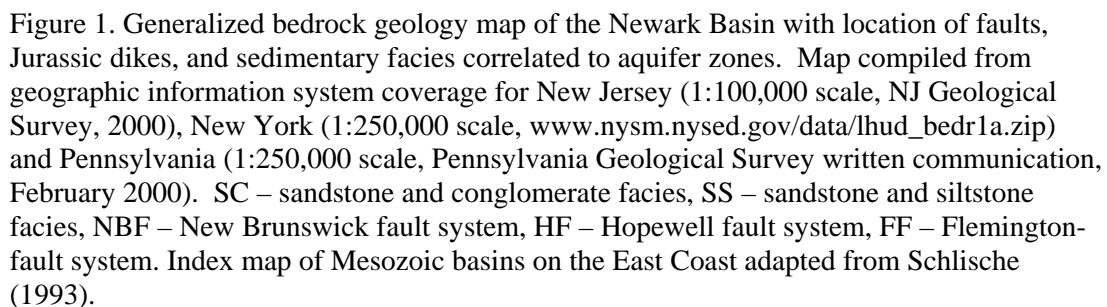 Figure 1. Generalized bedrock geology map of the Newark Basin with location of faults,
Jurassic dikes, and sedimentary facies correlated to aquifer zones.  Map compiled from
geographic information system coverage for New Jersey (1:100,000 scale, NJ Geological
Survey, 2000), New York (1:250,000 scale, www.nysm.nysed.gov/data/lhud_bedr1a.zip)
and Pennsylvania (1:250,000 scale, Pennsylvania Geological Survey written communication,
February 2000).  SC – sandstone and conglomerate facies, SS – sandstone and siltstone
facies, NBF – New Brunswick fault system, HF – Hopewell fault system, FF – Flemington-
fault system. Index map of Mesozoic basins on the East Coast adapted from Schlische
(1993).